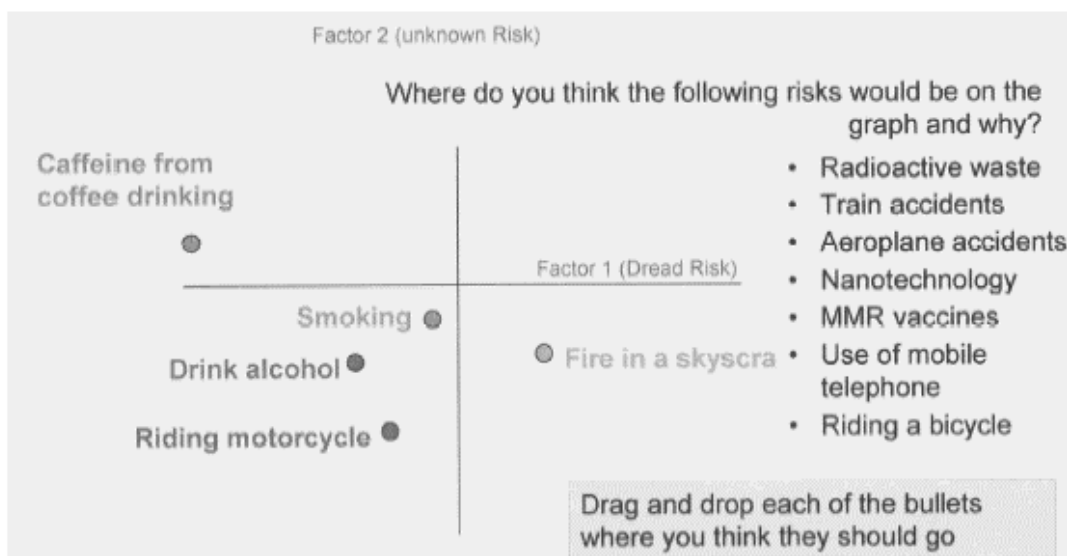 Factor 2 (unknown Risk)
Where do you think the following risks would be on the
graph and why?
Caffeine from
coffee drinking
• Radioactive waste
• Train accidents
• Aeroplane accidents
• Nanotechnology
• MMR vaccines
• Use of mobile
telephone
• Riding a bicycle
Factor 1 (Dread Risk)
Smoking
Fire in a skyscra
Drink alcohol
Riding motorcycle
Drag and drop each of the bullets
where you think they should go